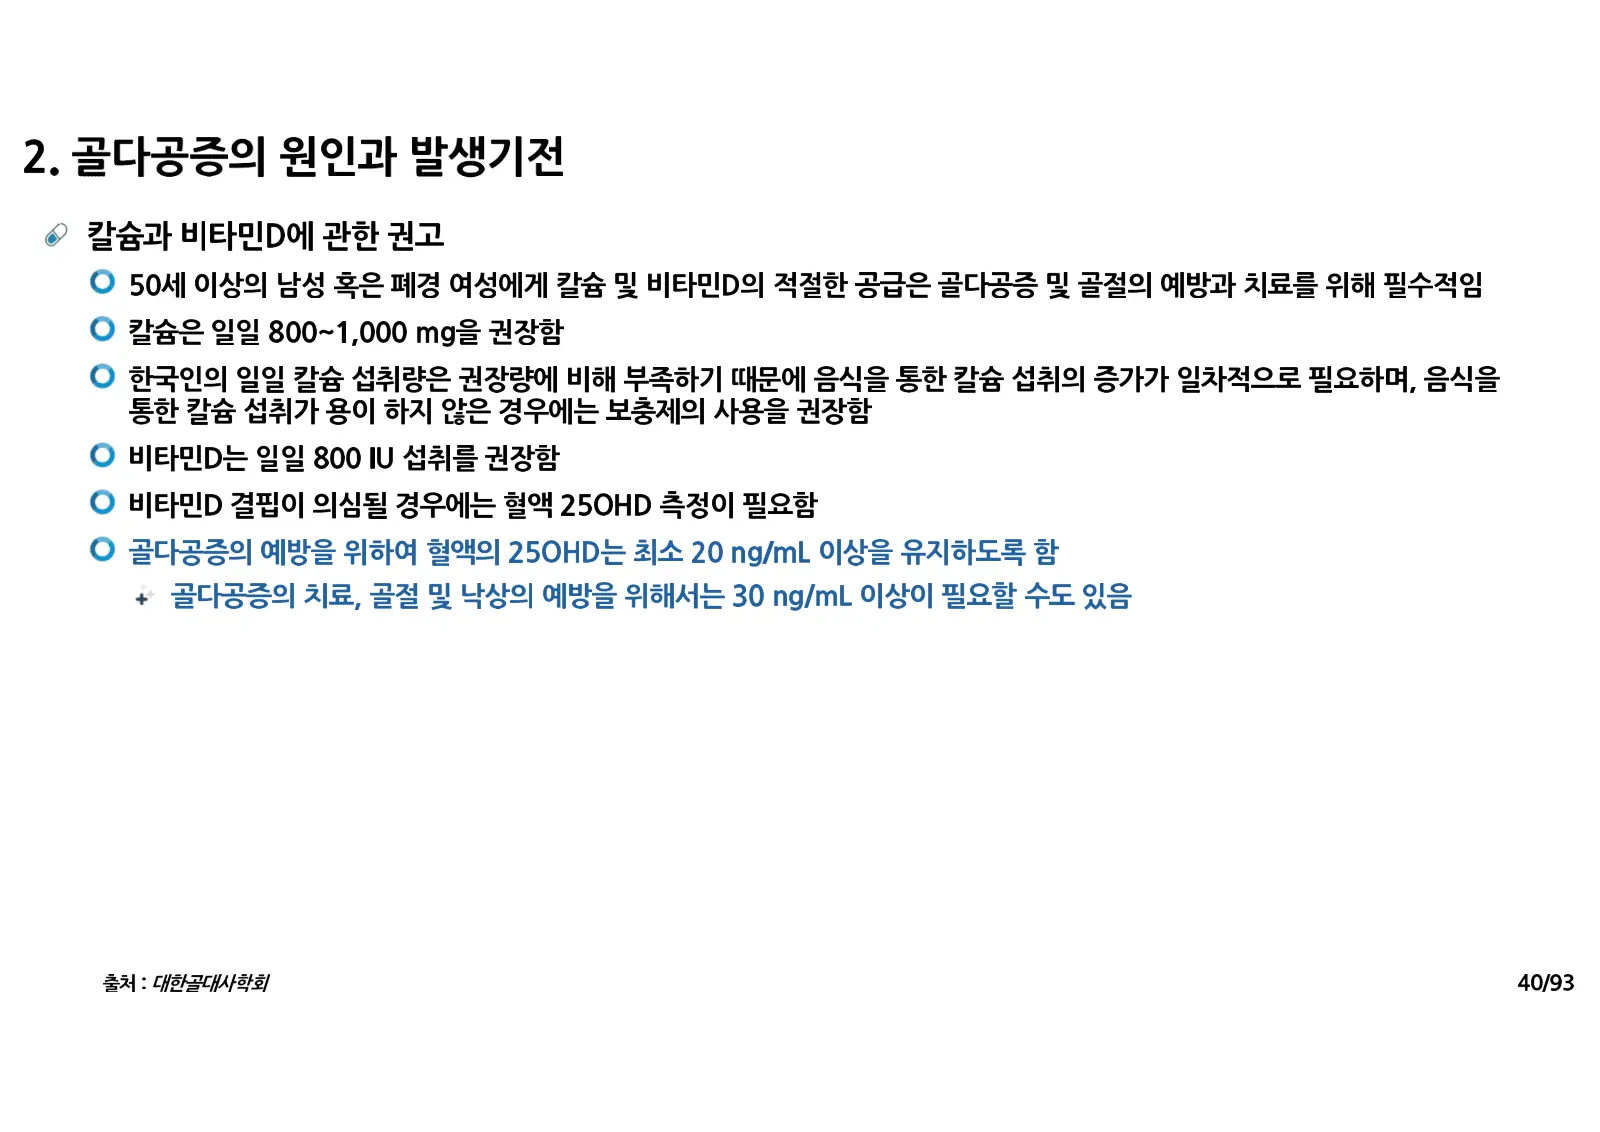 2. 골다공증의 원인과 발생기전
칼슘과 비타민D에 관한 권고
50세 이상의 남성 혹은 폐경 여성에게 칼슘 및 비타민D의 적절한 공급은 골다공증 및 골절의 예방과 치료를 위해 필수적임
칼슘은 일일 800~1,000 mg을 권장함
한국인의 일일 칼슘 섭취량은 권장량에 비해 부족하기 때문에 음식을 통한 칼슘 섭취의 증가가 일차적으로 필요하며, 음식을
통한 칼슘 섭취가 용이 하지 않은 경우에는 보충제의 사용을 권장함
비타민D는 일일 800 IU 섭취를 권장함
비타민D 결핍이 의심될 경우에는 혈액 25OHD 측정이 필요함
골다공증의 예방을 위하여 혈액의 25OHD는 최소 20 ng/mL 이상을 유지하도록 함
골다공증의 치료, 골절 및 낙상의 예방을 위해서는 30 ng/mL 이상이 필요할 수도 있음
출처 : 대한골대사학회
40/93